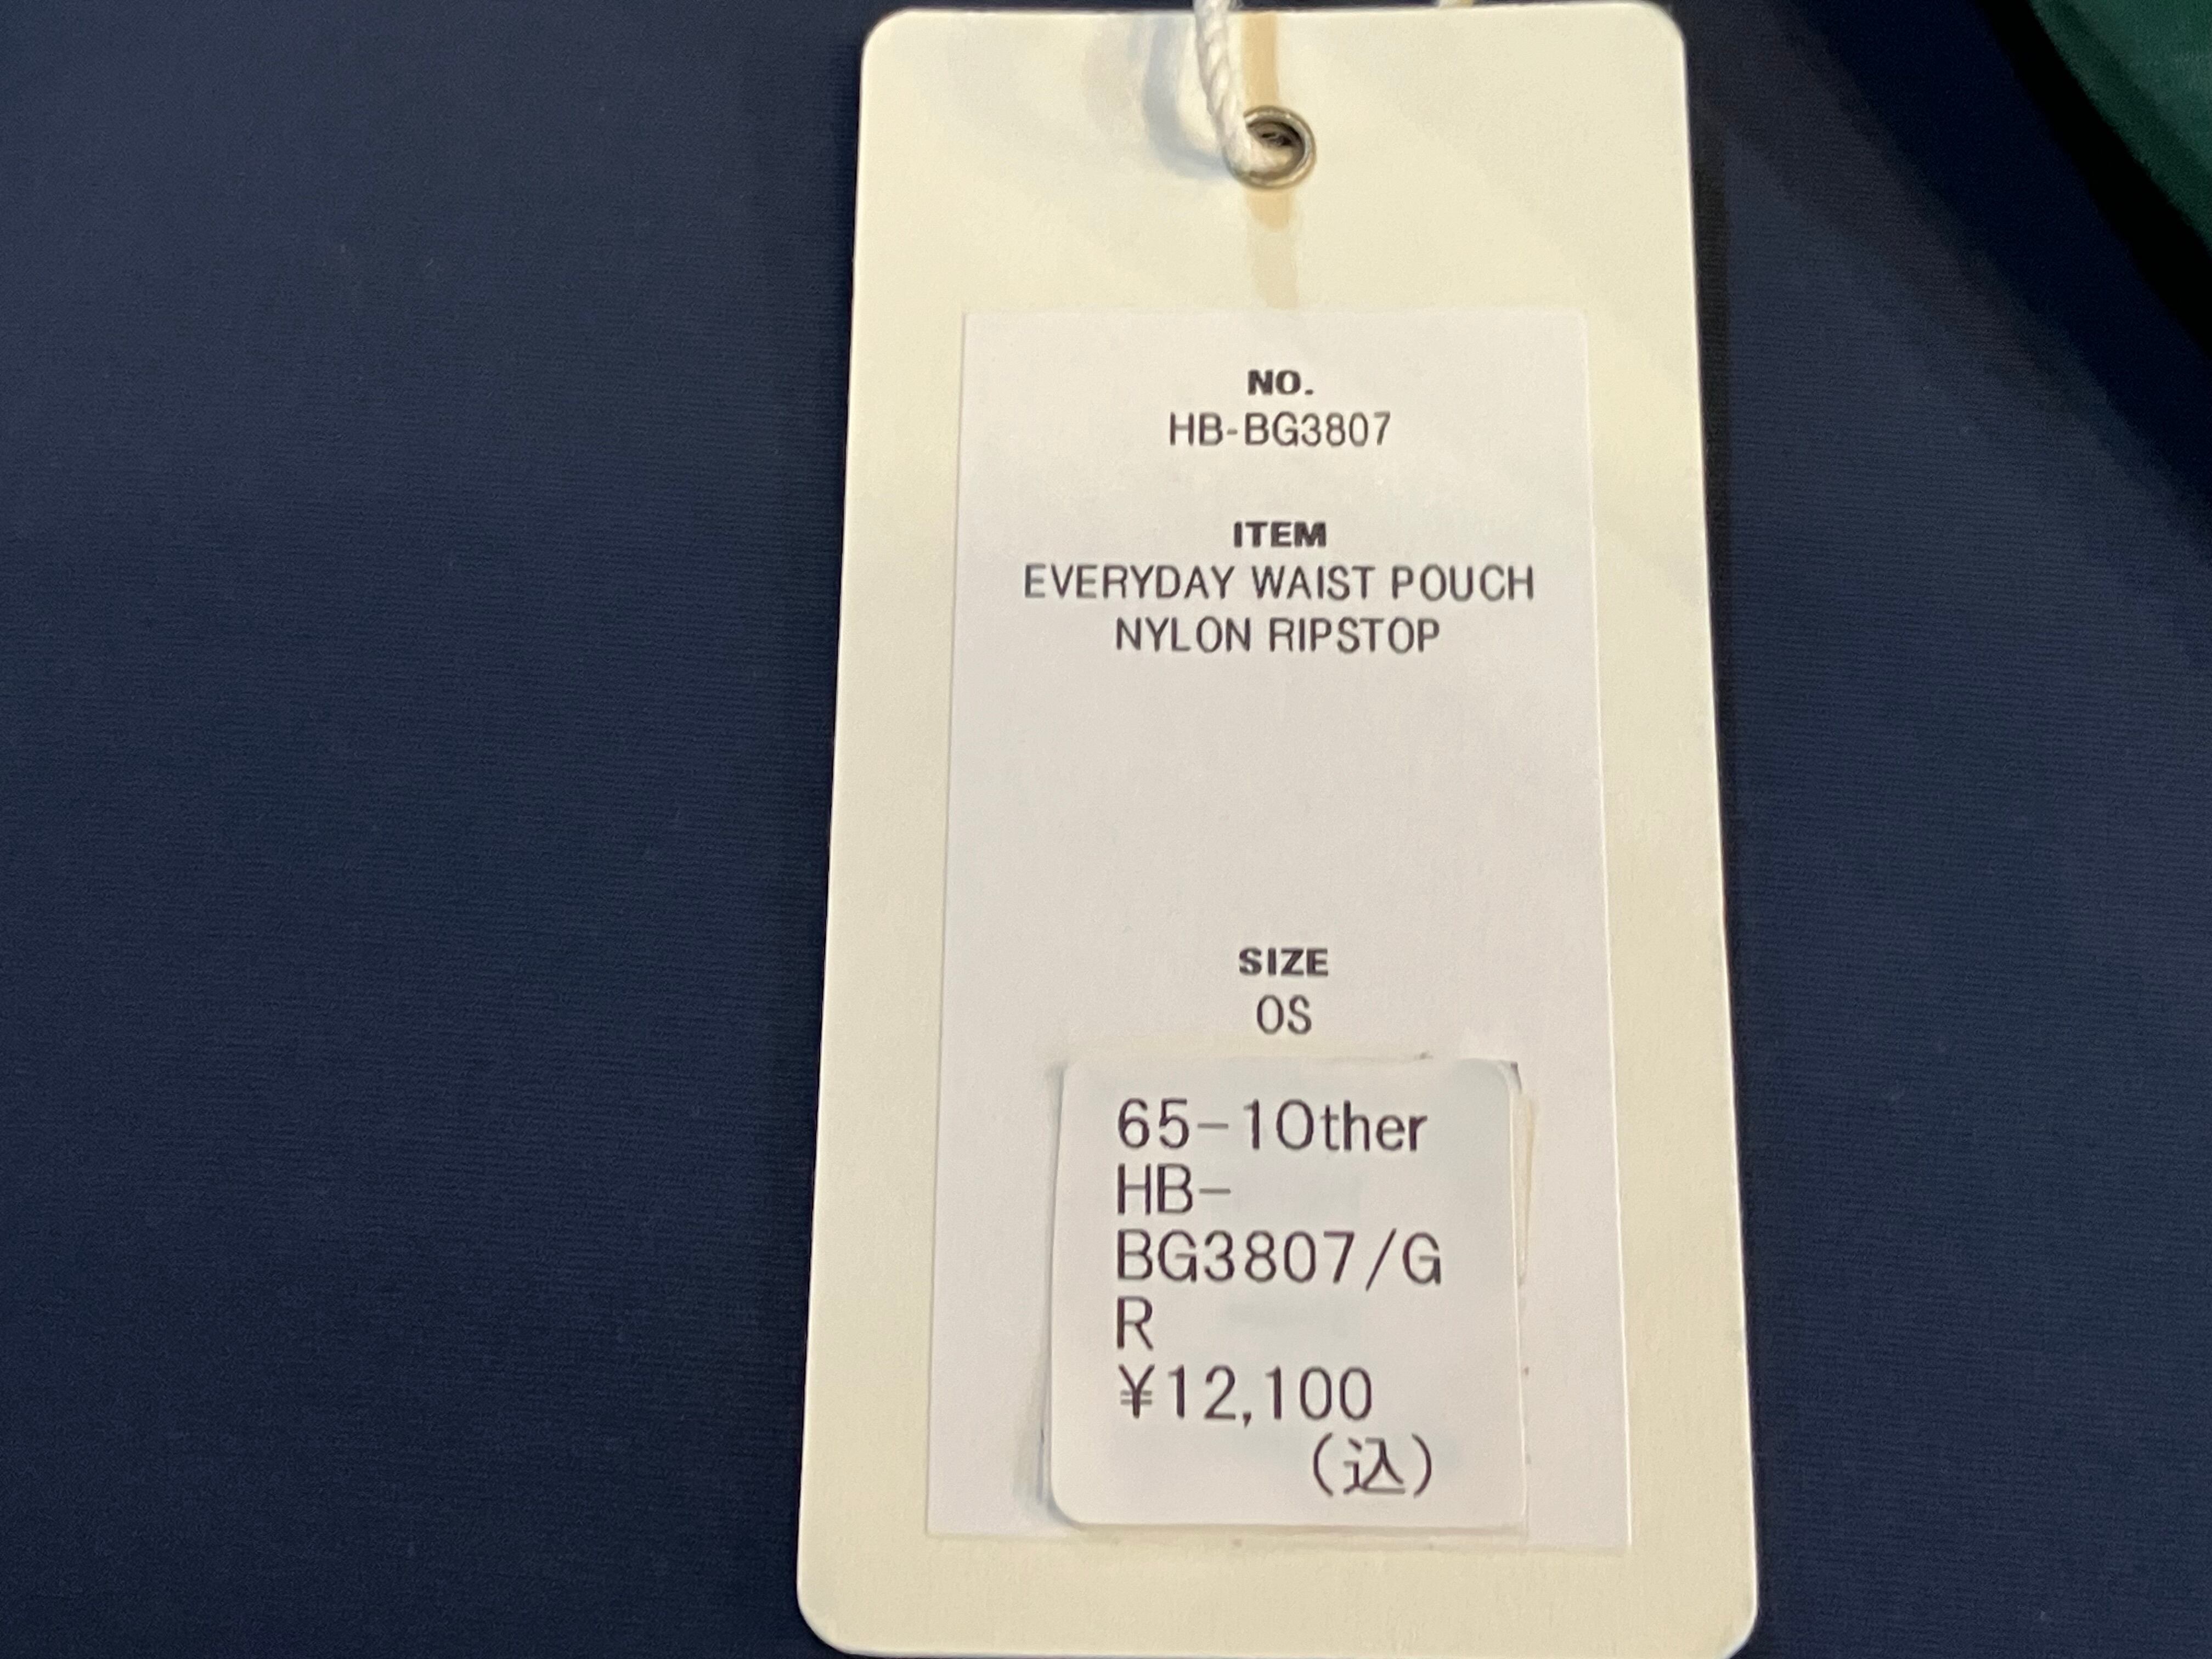 NO.
HB-BG3807
ITEM
EVERYDAY WAIST POUCH
NYLON RIPSTOP
SIZE
OS
65-1Other
HB-
BG3807/G
R
¥12,100
(込)